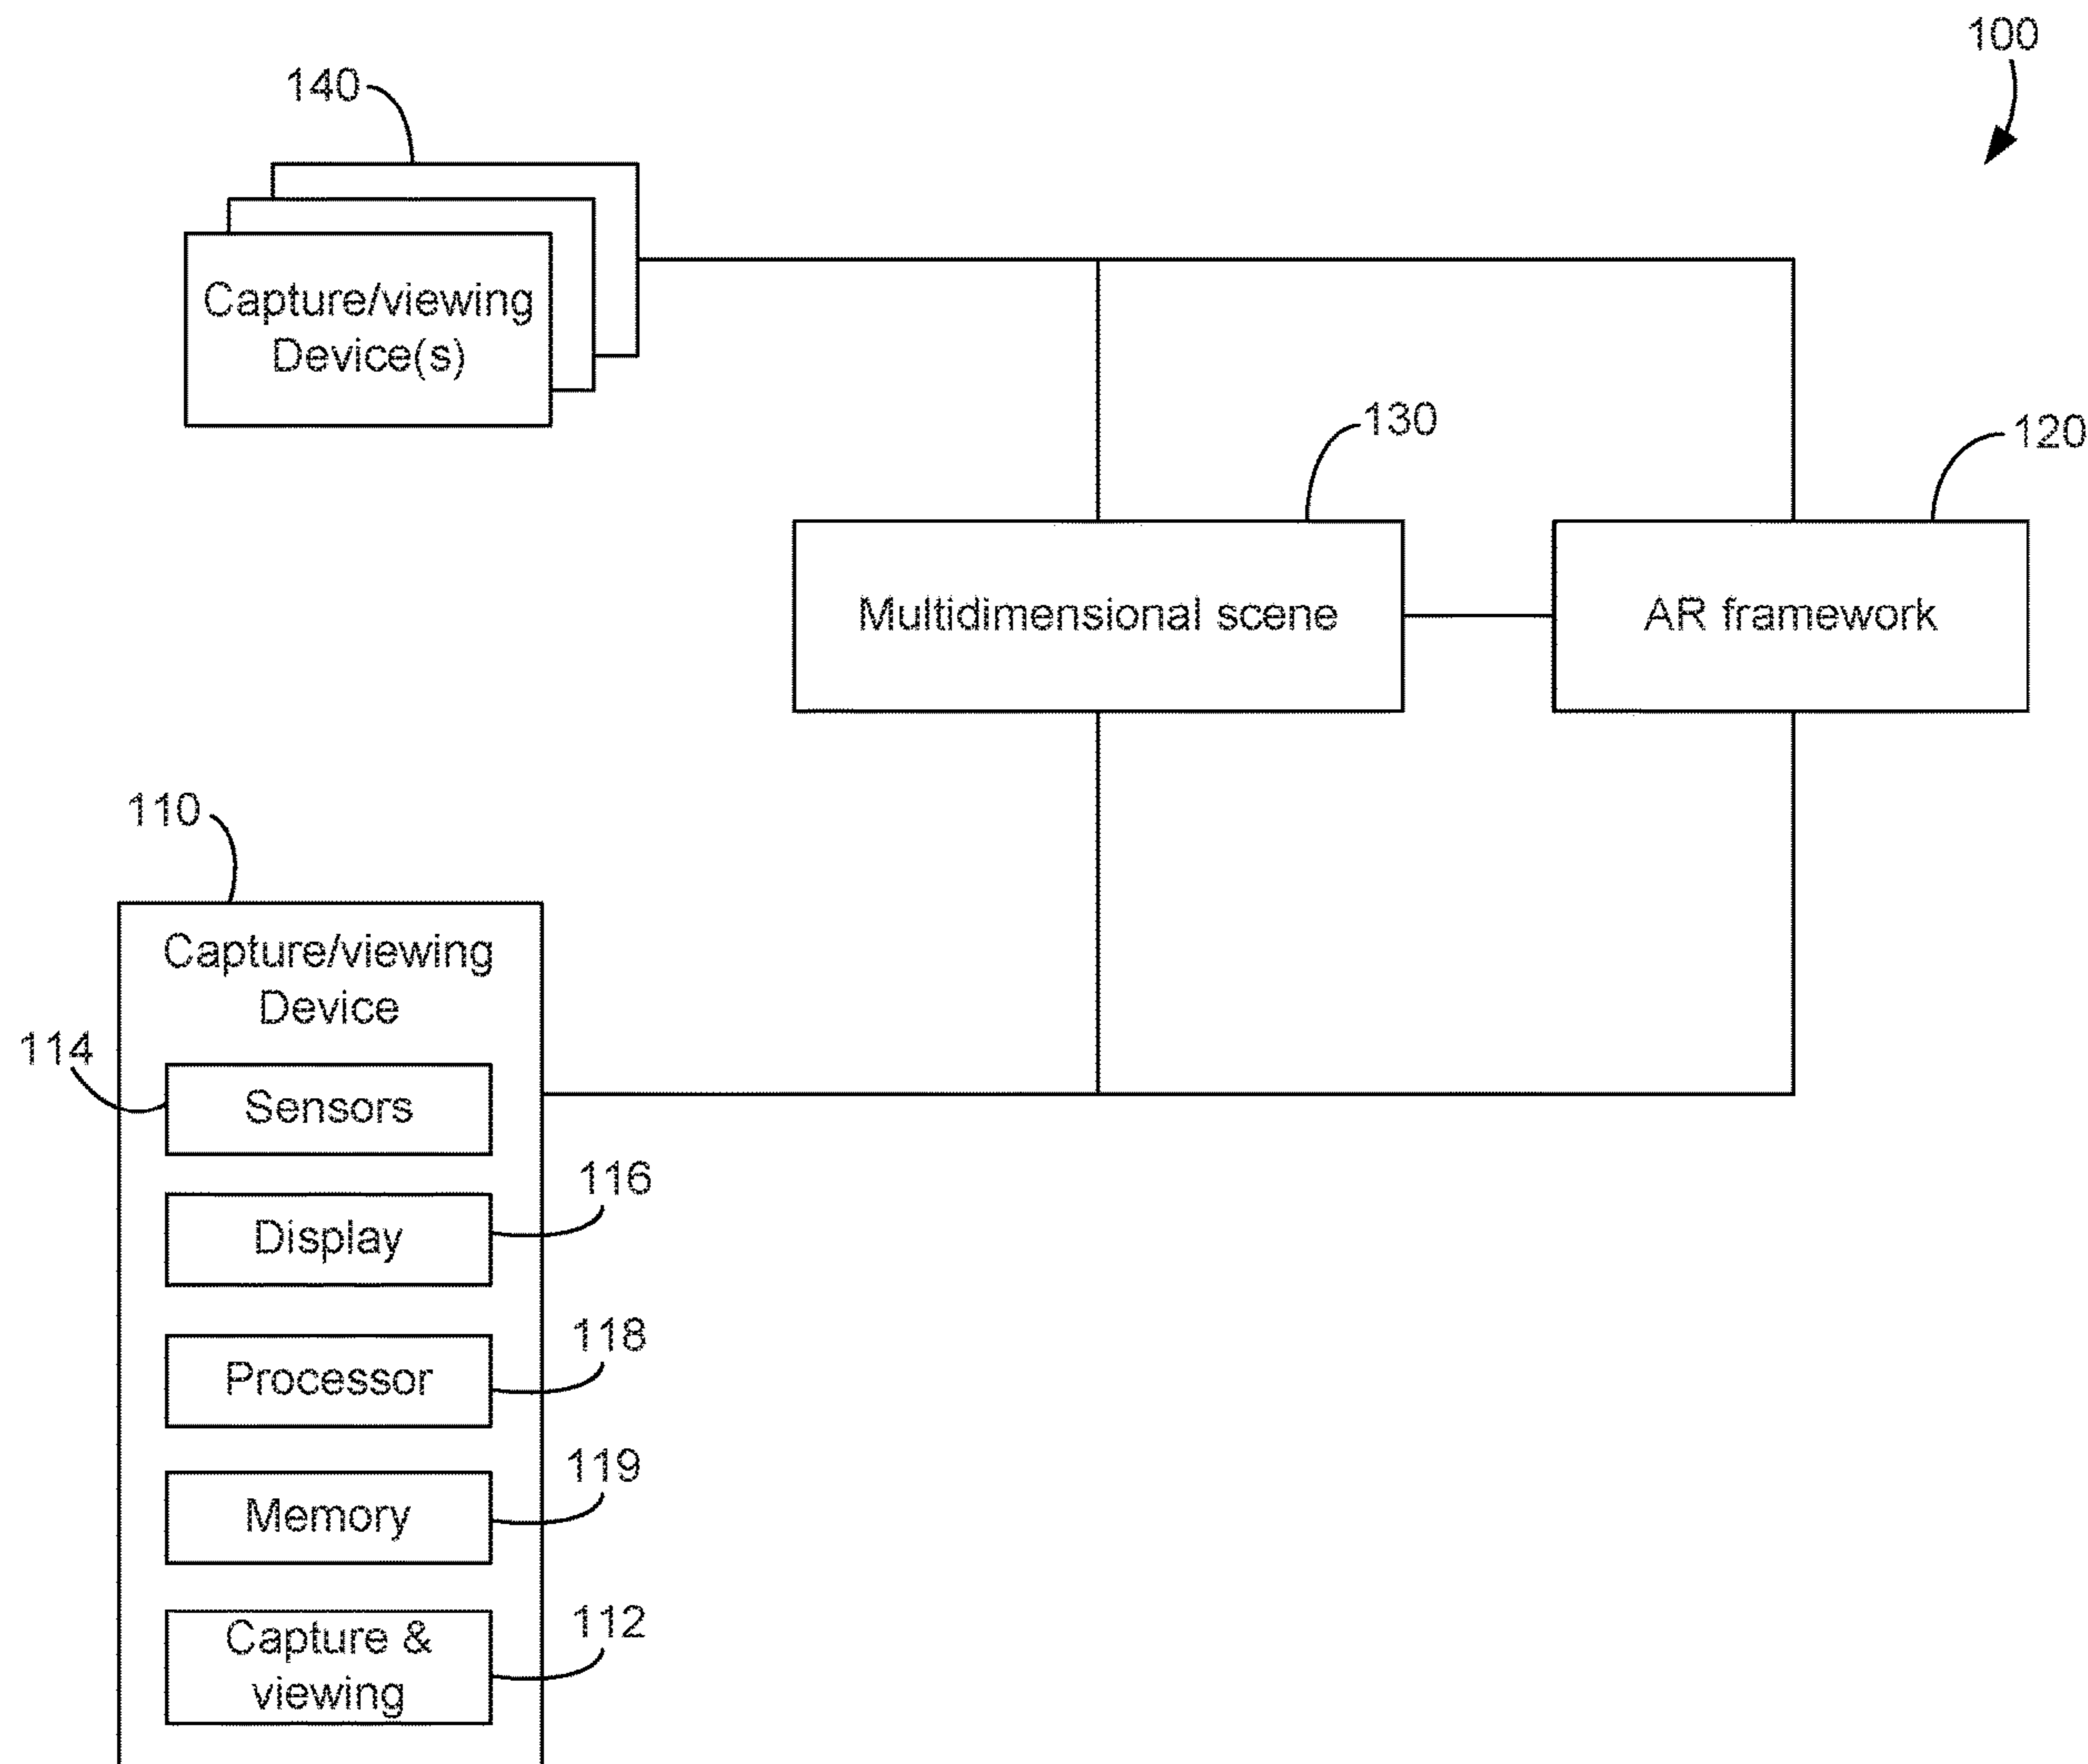 100
140
Capture/viewing
Device(s)
130
120
Multidimensional scene
AR framework
110
Capture/viewing
Device
114
Sensors
116
Display
118
Processor
119
Memory
112
Capture &
viewing